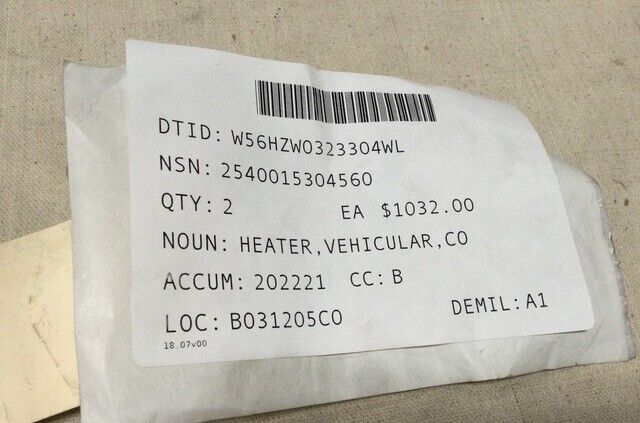 DTID: W56HZW0323304WL
NSN: 2540015304560
QTY: 2 EA $1032.00
NOUN: HEATER,VEHICULAR,CO
ACCUM: 202221 CC: B
LOC: B031205C0 DEMIL: A1
18.07v00